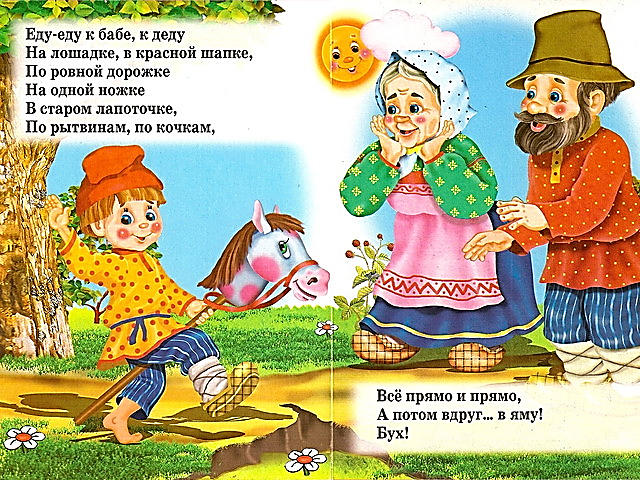 Еду-еду к бабе, к деду
На лошадке, в красной шапке,
По ровной дорожке
На одной ножке
В старом лапоточке,
По рытвинам, по кочкам,
Всё прямо и прямо,
А потом вдруг... в яму!
Бух!